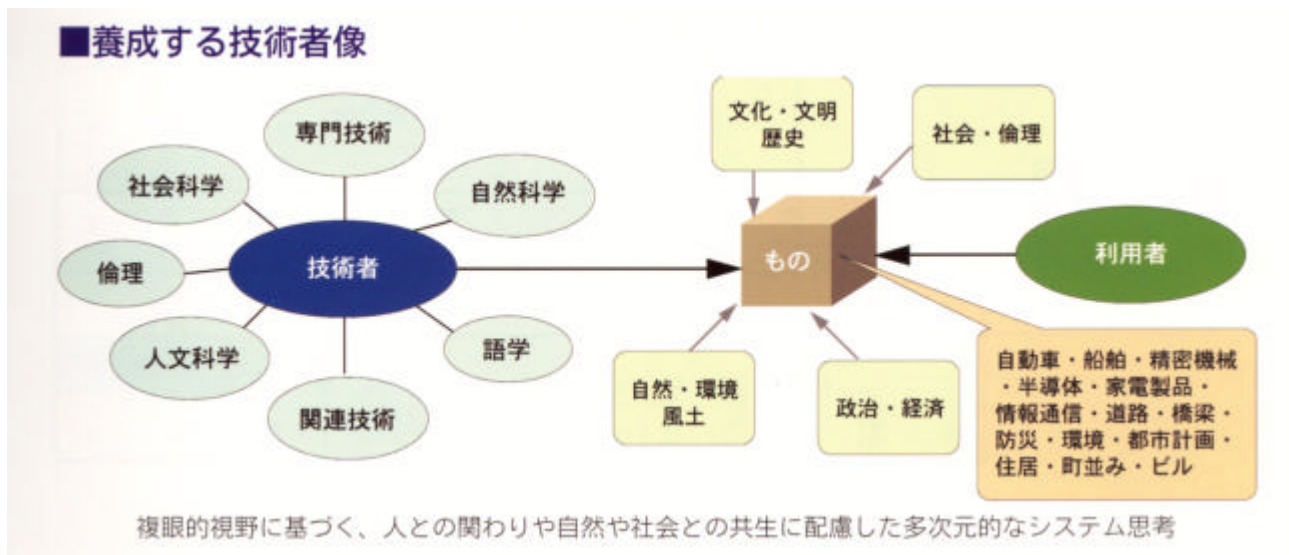 ■養成する技術者像
専門技術
社会科学
自然科学
倫理
技術者
人文科学
語学
関連技術
文化・文明
歴史
社会・倫理
もの
利用者
自然・環境
風土
政治・経済
自動車・船舶・精密機械
・半導体・家電製品・
情報通信・道路・橋梁・
防災・環境・都市計画・
住居・町並み・ビル
複眼的視野に基づく、人との関わりや自然や社会との共生に配慮した多次元的なシステム思考